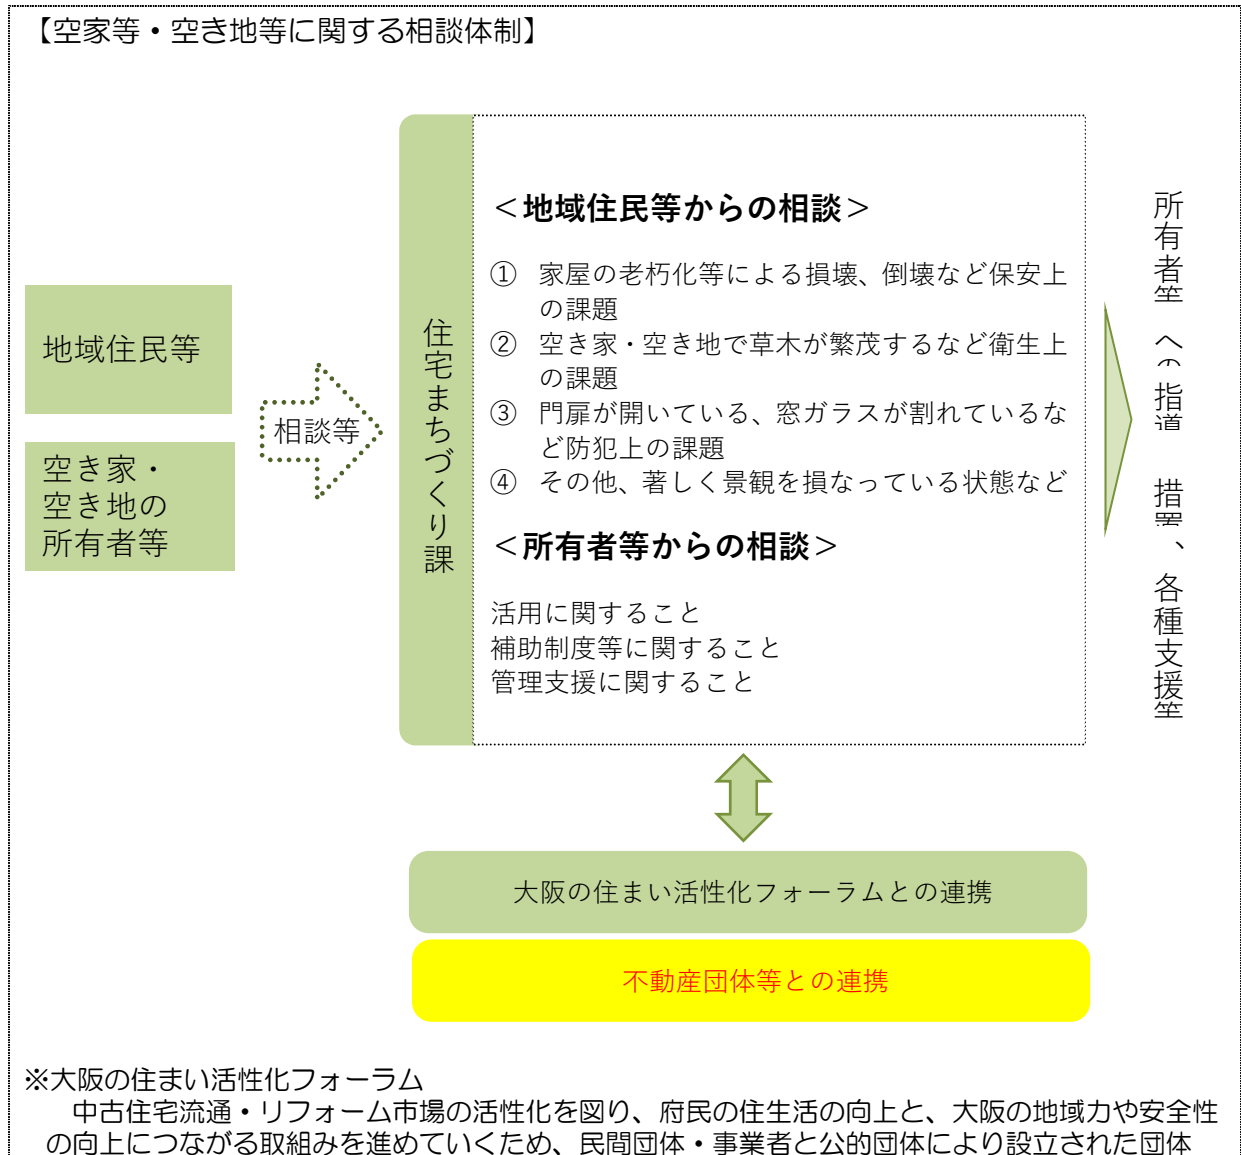 【空家等・空き地等に関する相談体制】
地域住民等
空き家・
空き地の
所有者等
相談等
住宅まちづくり課
＜地域住民等からの相談＞
① 家屋の老朽化等による損壊、倒壊など保安上
の課題
② 空き家・空き地で草木が繁茂するなど衛生上
の課題
③ 門扉が開いている、窓ガラスが割れているな
ど防犯上の課題
④ その他、著しく景観を損なっている状態など
＜所有者等からの相談＞
活用に関すること
補助制度等に関すること
管理支援に関すること
所有者等への指導 措置、各種支援等
大阪の住まい活性化フォーラムとの連携
不動産団体等との連携
※大阪の住まい活性化フォーラム
中古住宅流通・リフォーム市場の活性化を図り、府民の住生活の向上と、大阪の地域力や安全性
の向上につながる取組みを進めていくため、民間団体・事業者と公的団体により設立された団体